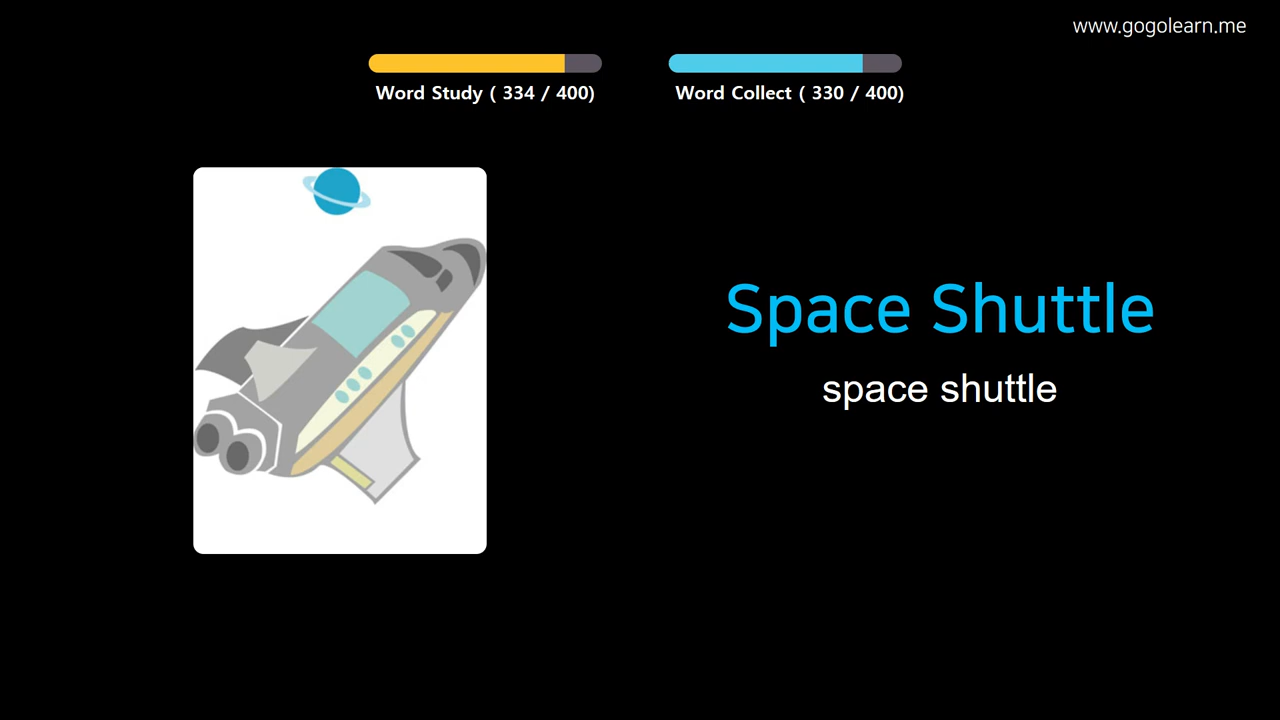 www.gogolearn.me
Word Study ( 334 / 400)
Word Collect ( 330 / 400)
Space Shuttle
space shuttle